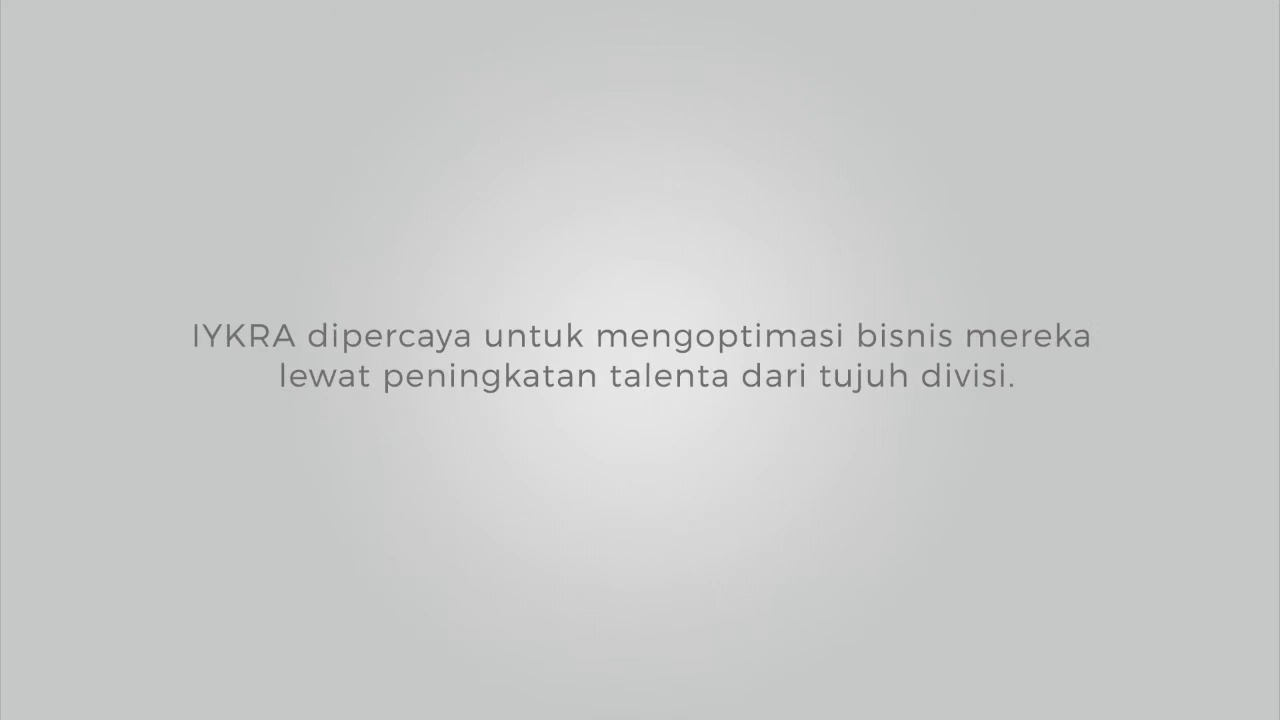 IYKRA dipercaya untuk mengoptimasi bisnis mereka
lewat peningkatan talenta dari tujuh divisi.